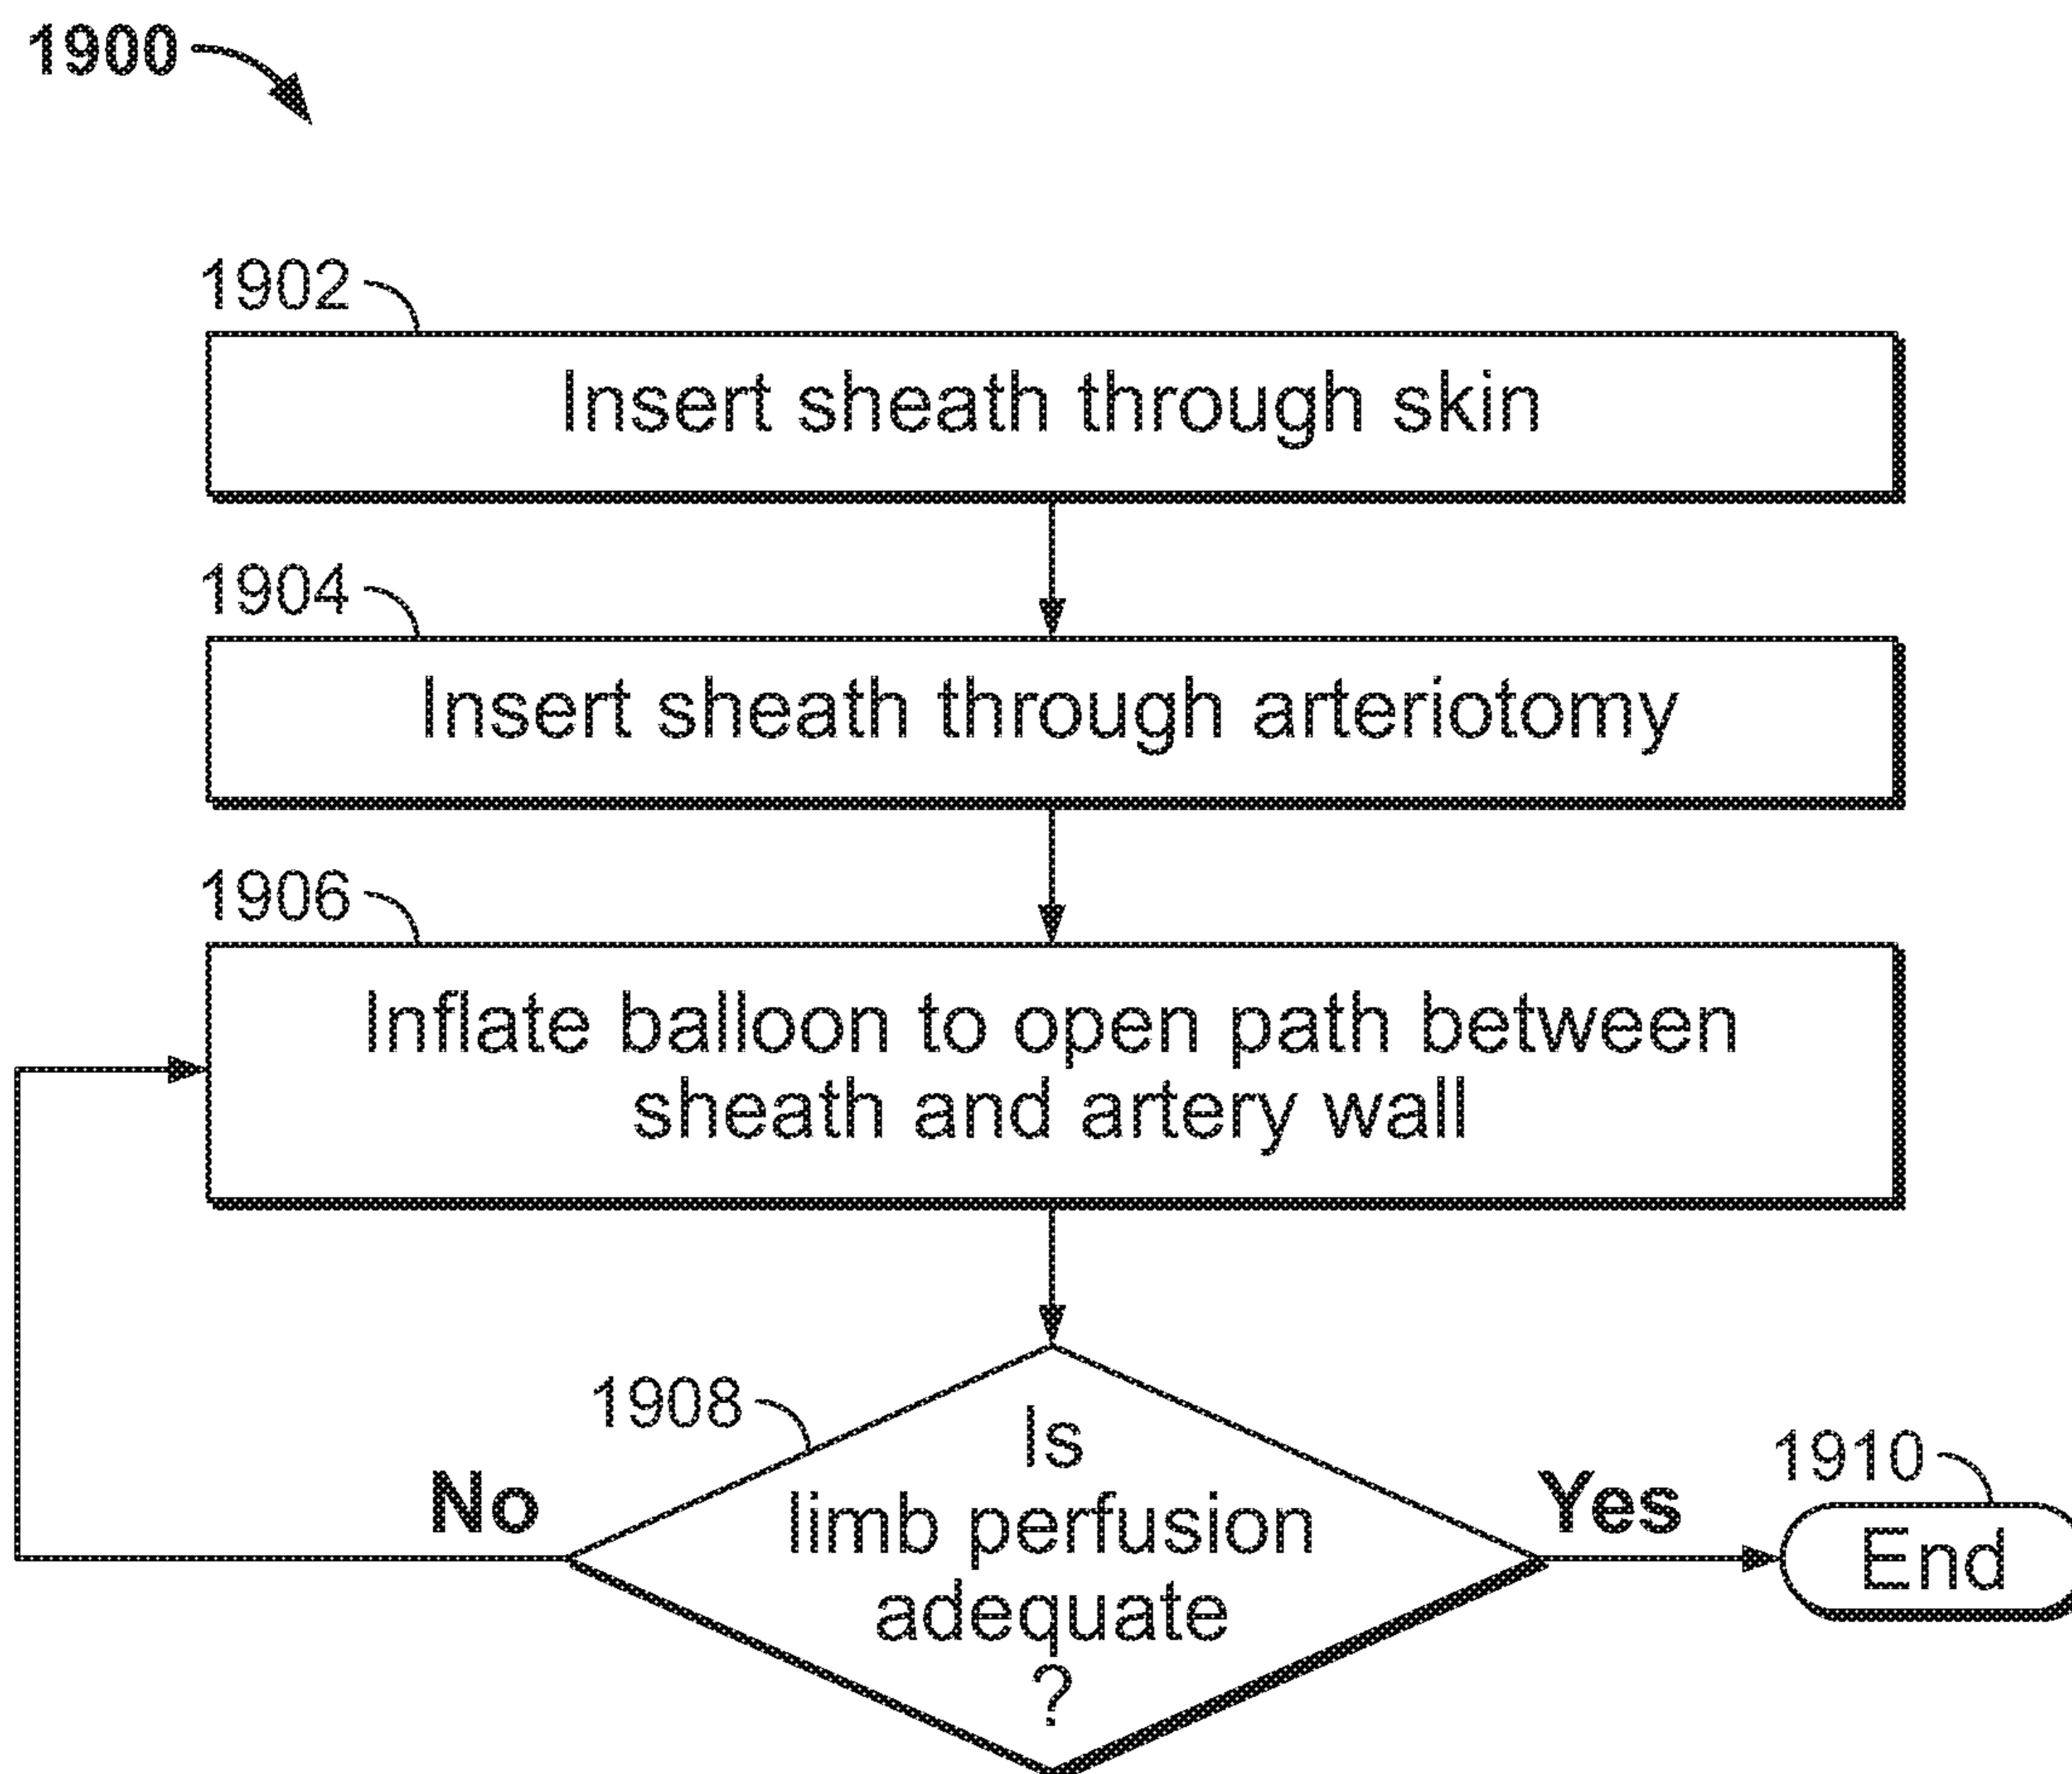 1900
1902
Insert sheath through skin
1904
Insert sheath through arteriotomy
1906
Inflate balloon to open path between
sheath and artery wall
1908
Is
limb perfusion
adequate
?
No
Yes
1910
End